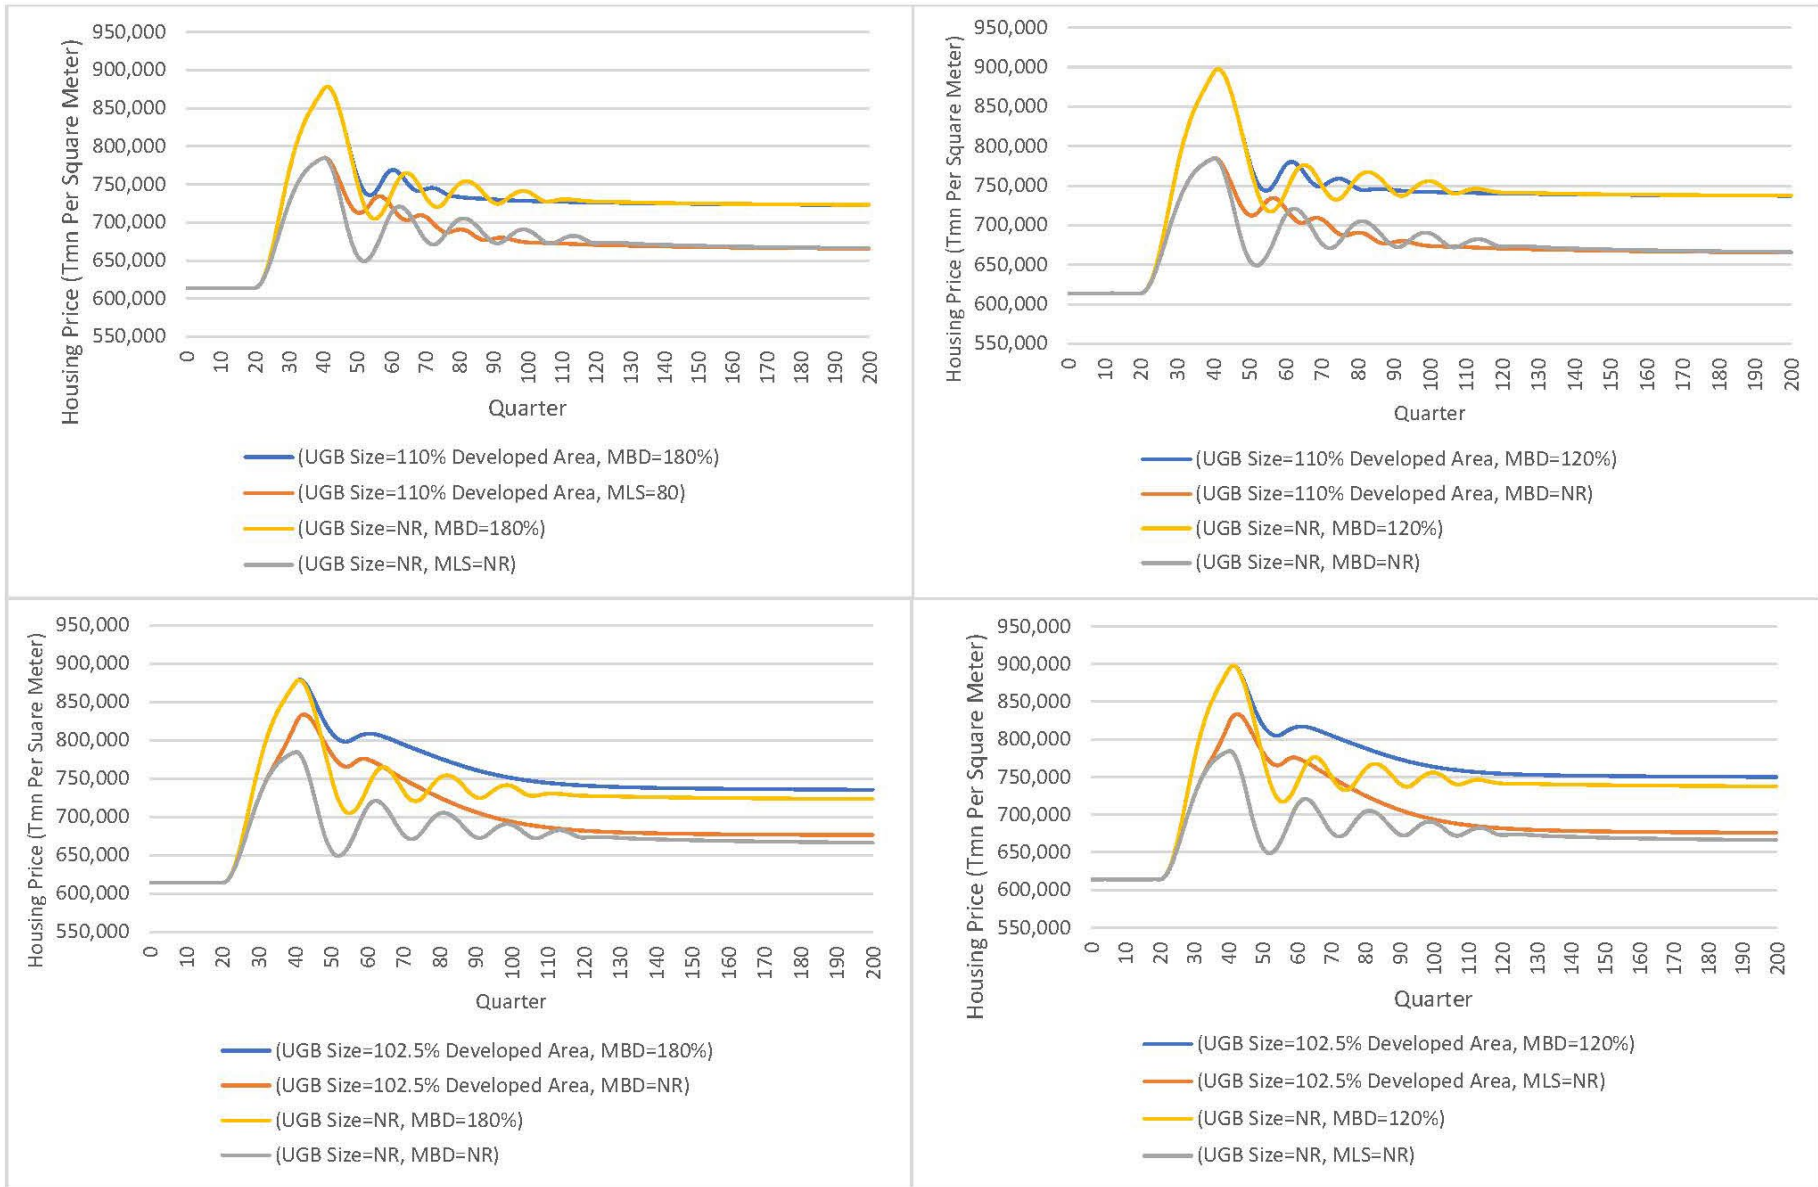 Housing Price (Tmn Per Square Meter)
950,000
900,000
850,000
800,000
750,000
700,000
650,000
600,000
550,000
0 10 20 30 40 50 60 70 80 90 100 110 120 130 140 150 160 170 180 190 200
Quarter
(UGB Size=110% Developed Area, MBD=180%)
(UGB Size=110% Developed Area, MLS=80)
(UGB Size=NR, MBD=180%)
(UGB Size=NR, MLS=NR)
Housing Price (Tmn Per Square Meter)
950,000
900,000
850,000
800,000
750,000
700,000
650,000
600,000
550,000
0 10 20 30 40 50 60 70 80 90 100 110 120 130 140 150 160 170 180 190 200
Quarter
(UGB Size=110% Developed Area, MBD=120%)
(UGB Size=110% Developed Area, MBD=NR)
(UGB Size=NR, MBD=120%)
(UGB Size=NR, MBD=NR)
Housing Price (Tmn Per Suare Meter)
950,000
900,000
850,000
800,000
750,000
700,000
650,000
600,000
550,000
0 10 20 30 40 50 60 70 80 90 100 110 120 130 140 150 160 170 180 190 200
Quarter
(UGB Size=102.5% Developed Area, MBD=180%)
(UGB Size=102.5% Developed Area, MBD=NR)
(UGB Size=NR, MBD=180%)
(UGB Size=NR, MBD=NR)
Housing Price (Tmn Per Square Meter)
950,000
900,000
850,000
800,000
750,000
700,000
650,000
600,000
550,000
0 10 20 30 40 50 60 70 80 90 100 110 120 130 140 150 160 170 180 190 200
Quarter
(UGB Size=102.5% Developed Area, MBD=120%)
(UGB Size=102.5% Developed Area, MLS=NR)
(UGB Size=NR, MBD=120%)
(UGB Size=NR, MLS=NR)